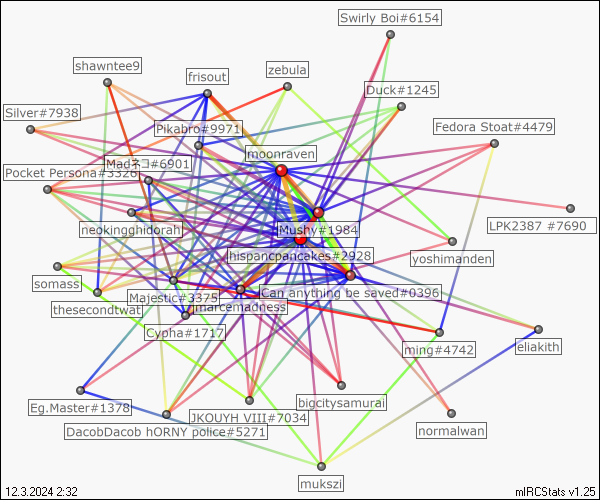 Swirly Boi#6154
shawntee9
frisout
zebula
Duck#1245
Silver#7938
Pikabro#9971
Fedora Stoat#4479
moonraven
Madネコ#6901
Pocket Persona#3326
LPK2387 #7690
neokingghidorah
Mushy#1984
hispancpancakes#2928
yoshimanden
somass
thesecondtwat
Majestic#3375
Can anything be saved#0396
marcemadness
Cypha#1717
ming#4742
eliakith
Eg.Master#1378
bigcitysamurai
JKOUYH VIII#7034
DacobDacob hORNY police#5271
normalwan
mukszi
12.3.2024 2:32
mIRCStats v1.25